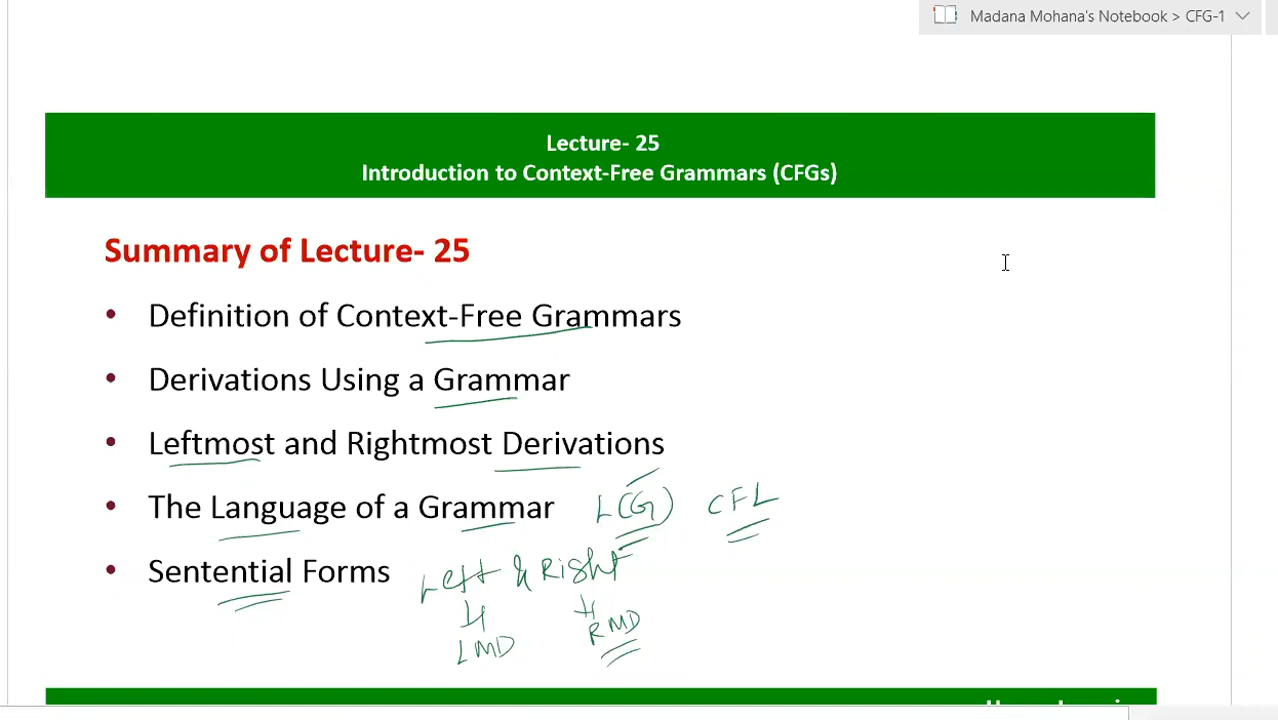 Madana Mohana's Notebook > CFG-1
Lecture- 25
Introduction to Context-Free Grammars (CFGs)
Summary of Lecture- 25
• Definition of Context-Free Grammars
• Derivations Using a Grammar
• Leftmost and Rightmost Derivations
• The Language of a Grammar L(G) CFL
• Sentential Forms Left & Right
LMD RMD